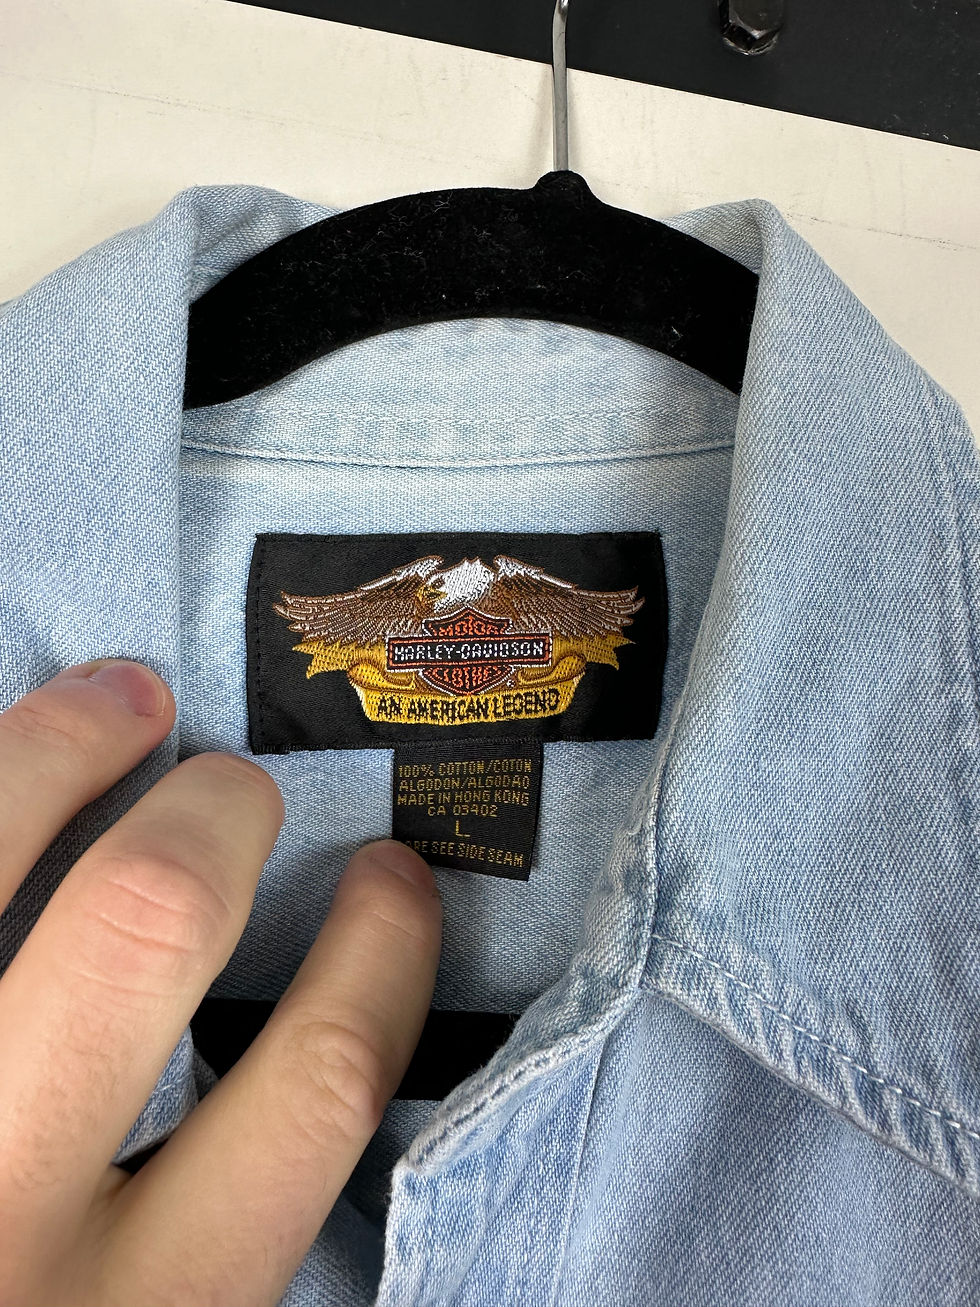 MOTOR
HARLEY-DAVIDSON
CLOTHES
AN AMERICAN LEGEND
100% COTTON/COTON
ALGODON/ALGODAO
MADE IN HONG KONG
CA 03402
L
SEE SIDE SEAM